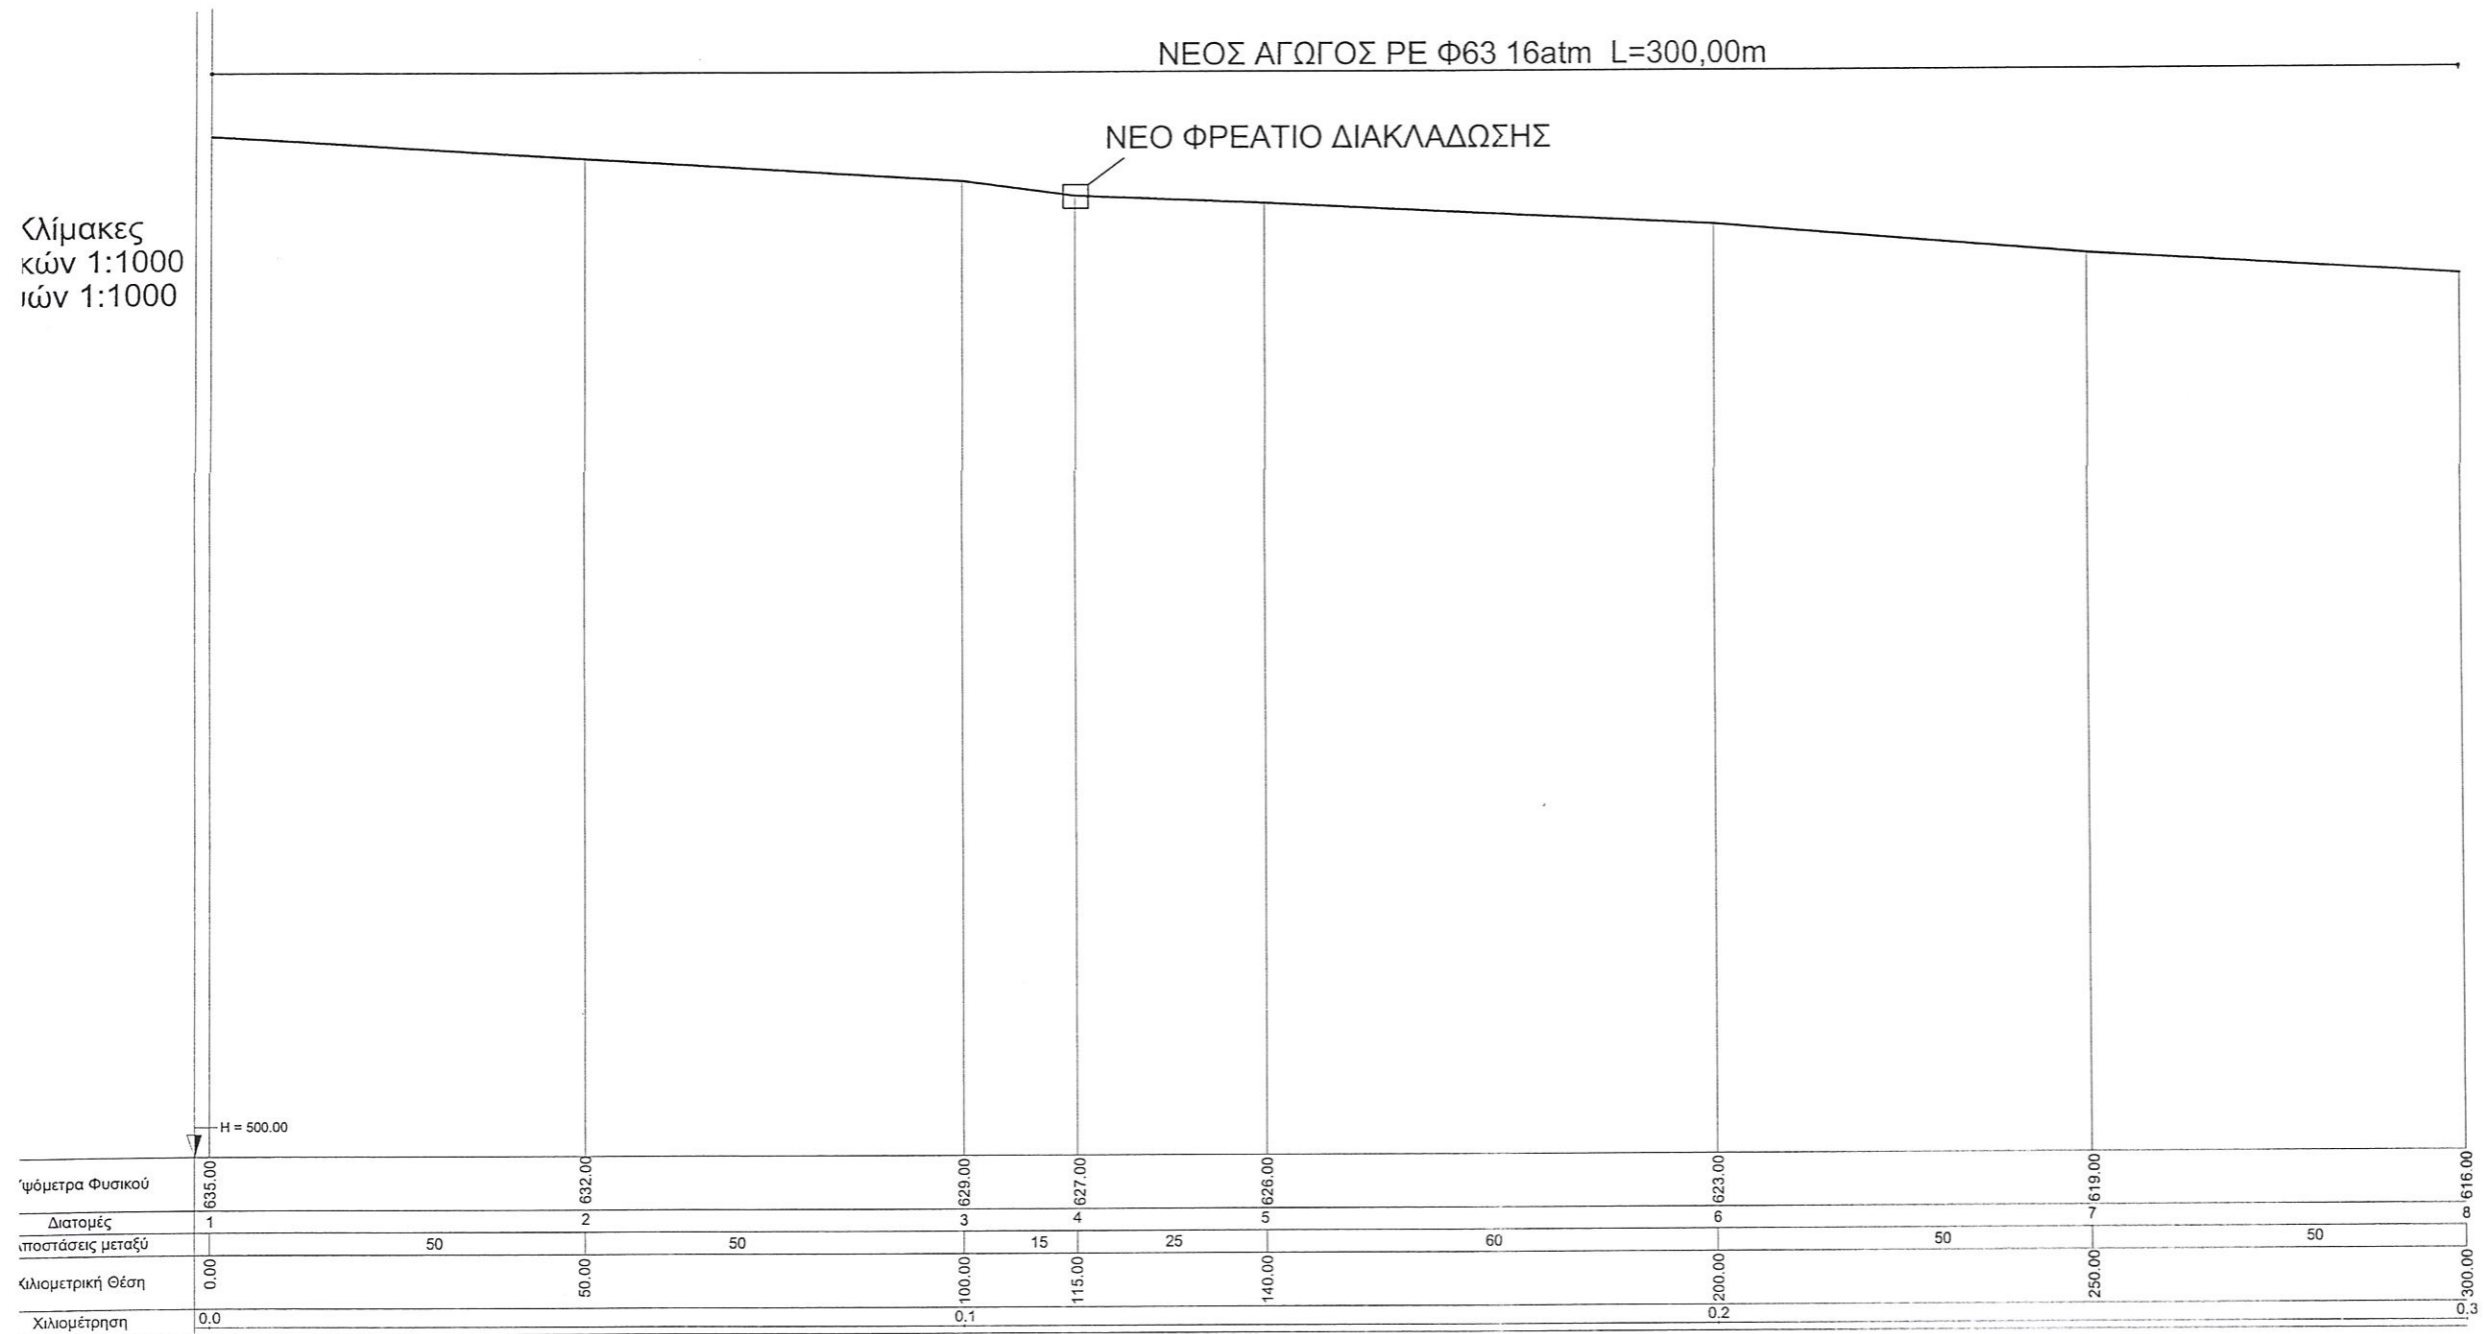 ΝΕΟΣ ΑΓΩΓΟΣ PE Φ63 16atm L=300,00m
ΝΕΟ ΦΡΕΑΤΙΟ ΔΙΑΚΛΑΔΩΣΗΣ
Κλίμακες
κών 1:1000
ιών 1:1000
H = 500.00
Υψόμετρα Φυσικού 635.00 632.00 629.00 627.00 626.00 623.00 619.00 616.00
Διατομές 1 2 3 4 5 6 7 8
Αποστάσεις μεταξύ 50 50 15 25 60 50 50
Χιλιομετρική Θέση 0.00 50.00 100.00 115.00 140.00 200.00 250.00 300.00
Χιλιομέτρηση 0.0 0.1 0.2 0.3